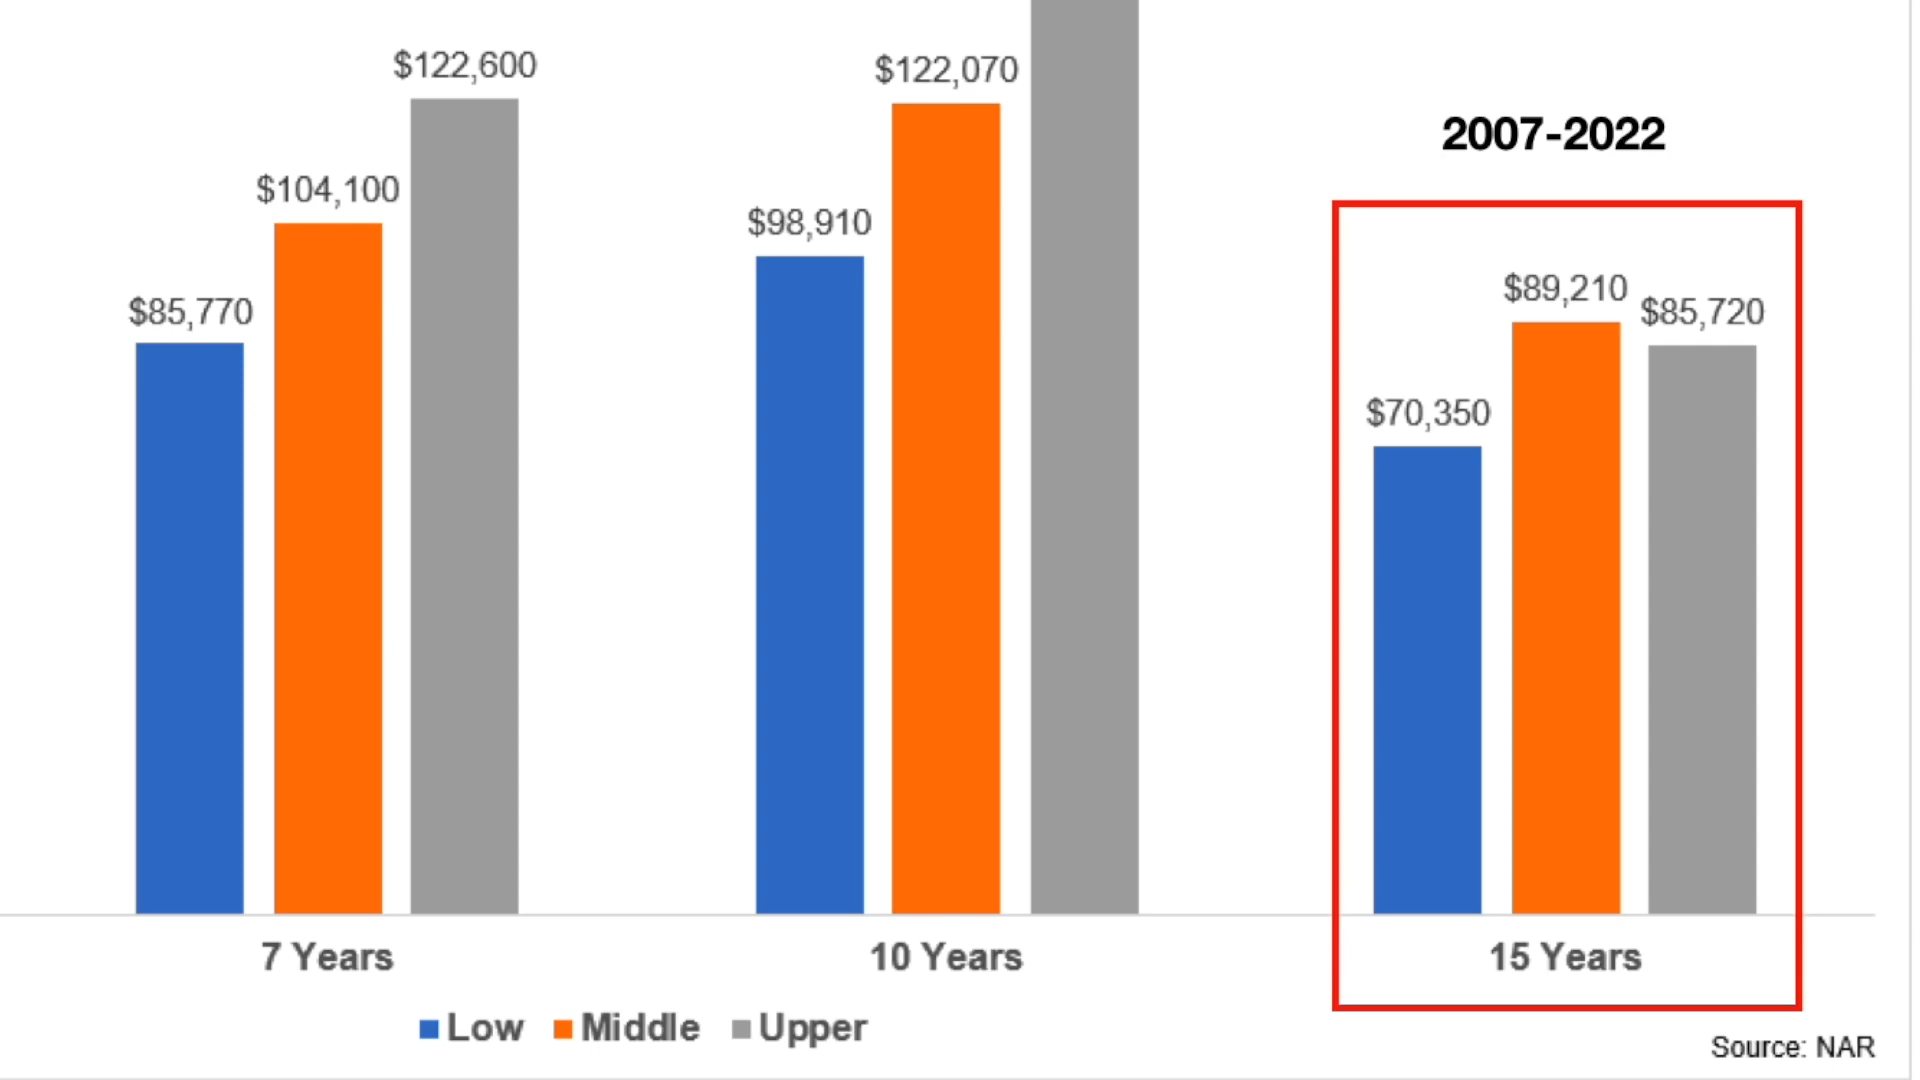 $122,600
$122,070
2007-2022
$104,100
$98,910
$89,210
$85,770
$85,720
$70,350
7 Years
10 Years
15 Years
Low Middle Upper
Source: NAR